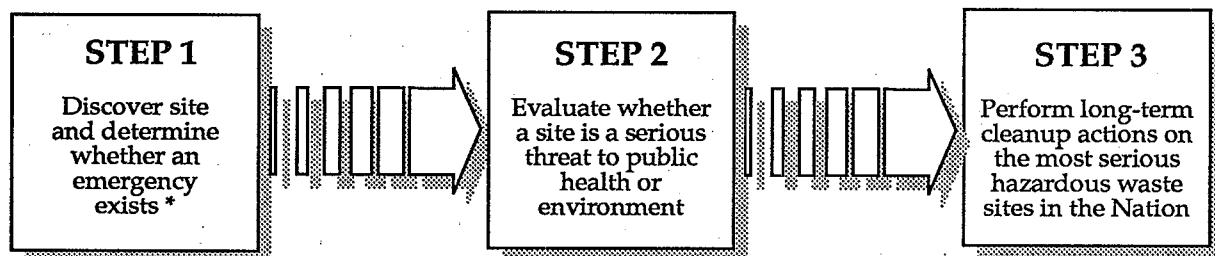 STEP 1
Discover site
and determine
whether an
emergency
exists *
STEP 2
Evaluate whether
a site is a serious
threat to public
health or
environment
STEP 3
Perform long-term
cleanup actions on
the most serious
hazardous waste
sites in the Nation